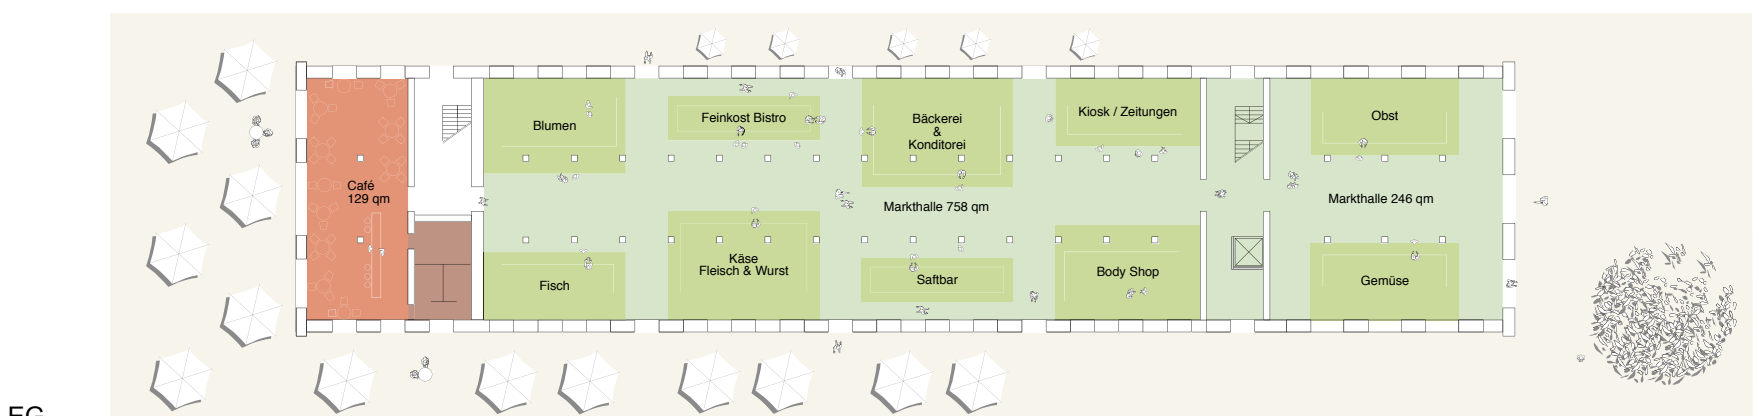 Blumen
Feinkost Bistro
Bäckerei
&
Konditorei
Kiosk / Zeitungen
Obst
Café
129 qm
Markthalle 758 qm
Markthalle 246 qm
Fisch
Käse
Fleisch & Wurst
Saftbar
Body Shop
Gemüse
EG